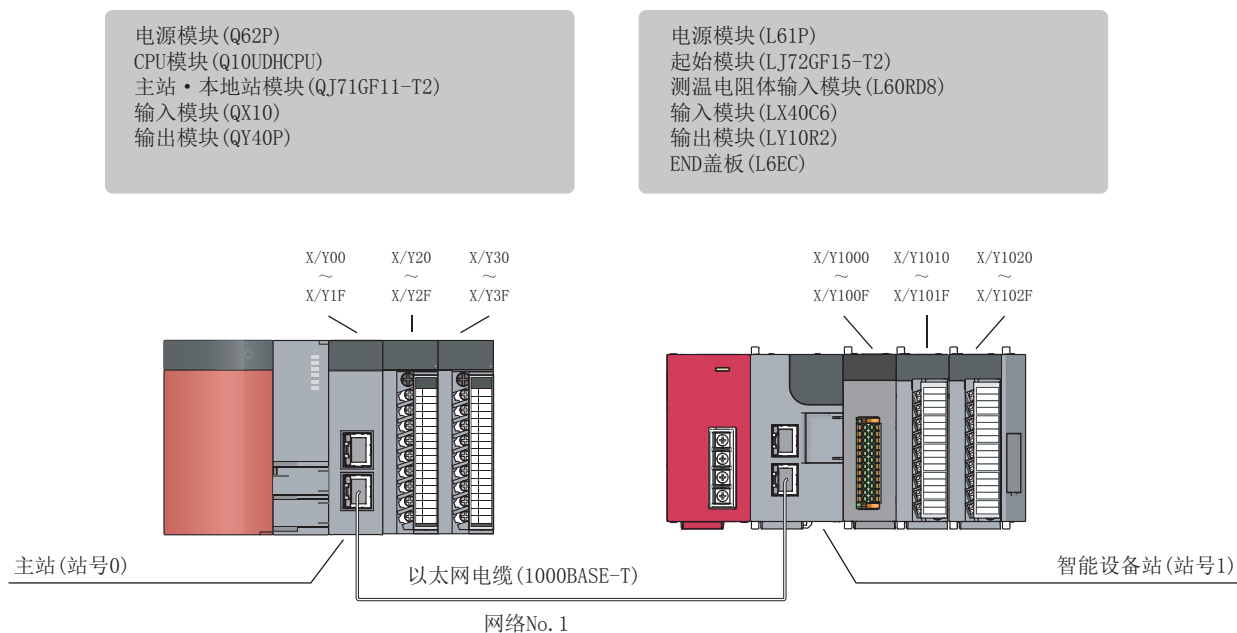 电源模块(Q62P)
CPU模块(Q10UDHCPU)
主站·本地站模块(QJ71GF11-T2)
输入模块(QX10)
输出模块(QY40P)
电源模块(L61P)
起始模块(LJ72GF15-T2)
测温电阻体输入模块(L60RD8)
输入模块(LX40C6)
输出模块(LY10R2)
END盖板(L6EC)
X/Y00 X/Y20 X/Y30
～ ～ ～
X/Y1F X/Y2F X/Y3F
X/Y1000 X/Y1010 X/Y1020
～ ～ ～
X/Y100F X/Y101F X/Y102F
主站(站号0)
以太网电缆(1000BASE-T)
智能设备站(站号1)
网络No.1